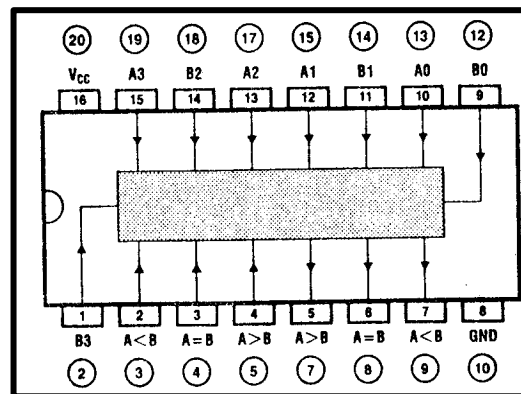 20 19 18 17 15 14 13 12
VCC A3 B2 A2 A1 B1 A0 B0
16 15 14 13 12 11 10 9
1 2 3 4 5 6 7 8
B3 A<B A=B A>B A>B A=B A<B GND
2 3 4 5 7 8 9 10